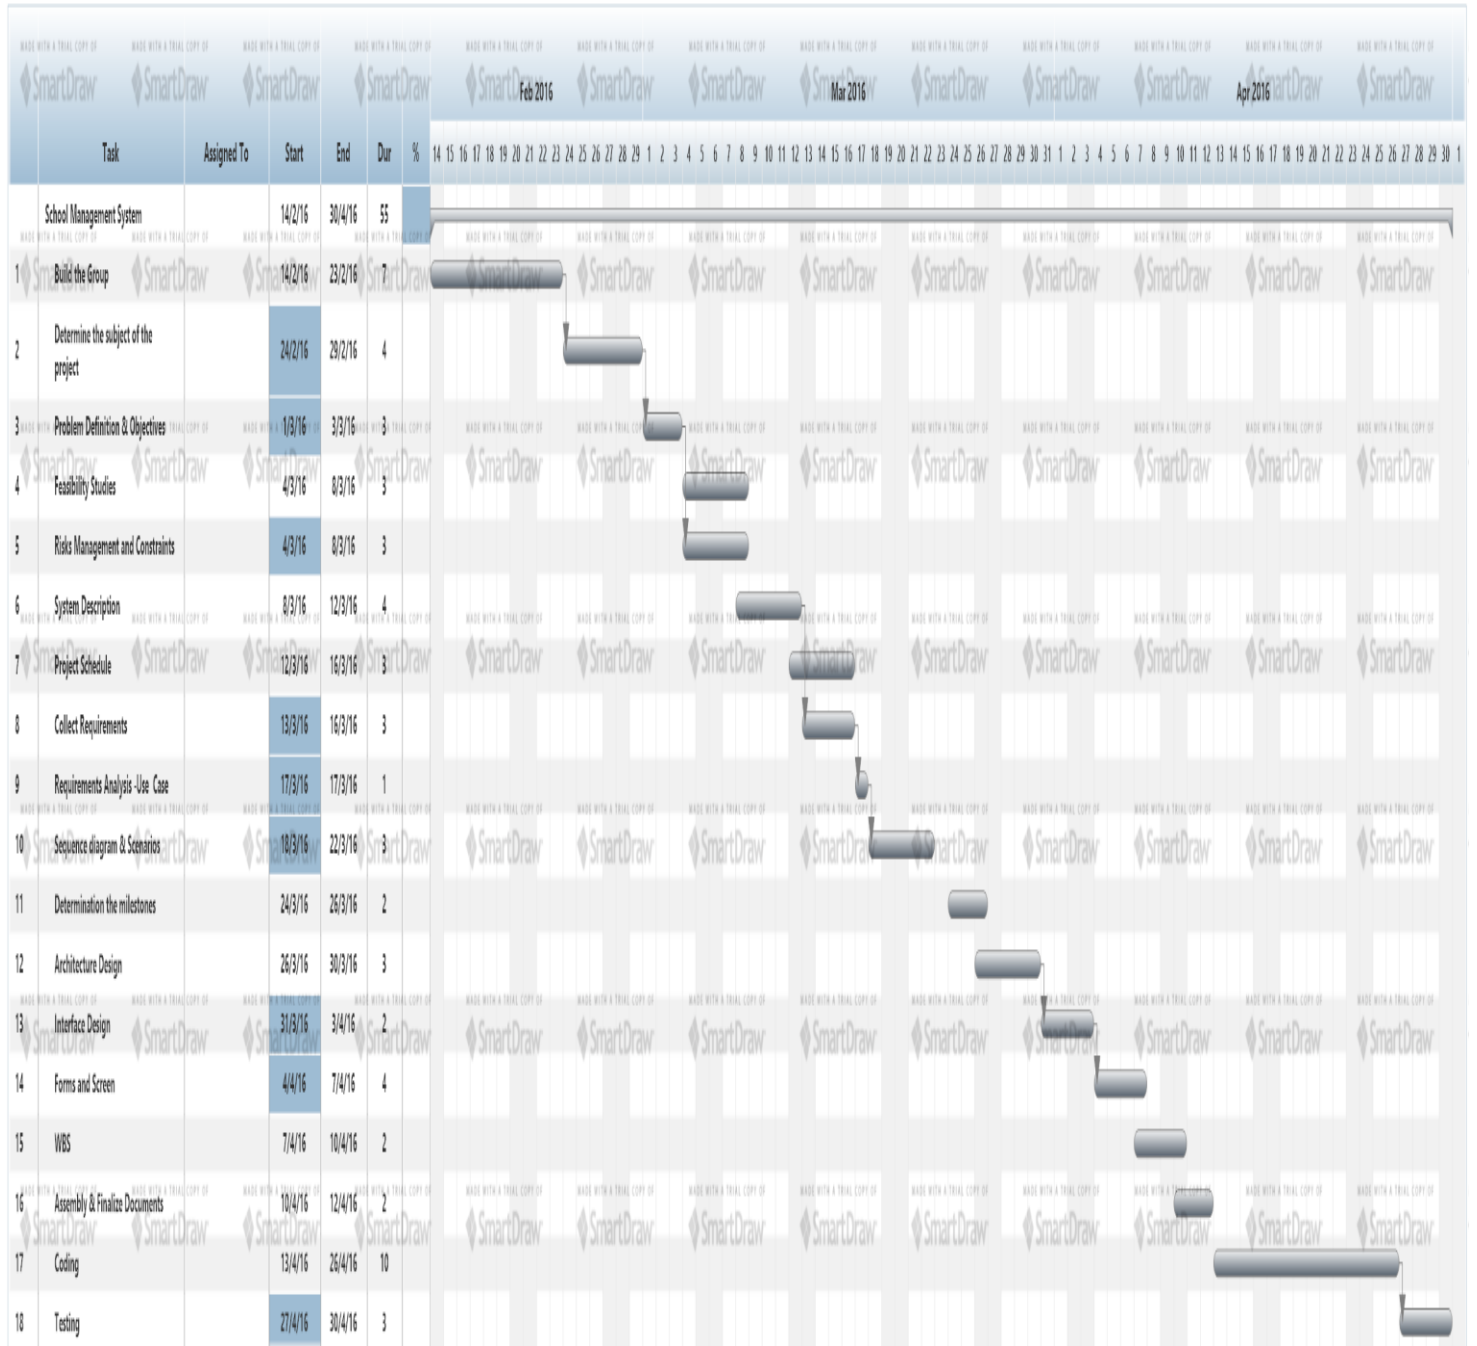 Feb 2016 Mar 2016 Apr 2016
Task Assigned To Start End Dur % 14 15 16 17 18 19 20 21 22 23 24 25 26 27 28 29 1 2 3 4 5 6 7 8 9 10 11 12 13 14 15 16 17 18 19 20 21 22 23 24 25 26 27 28 29 30 31 1 2 3 4 5 6 7 8 9 10 11 12 13 14 15 16 17 18 19 20 21 22 23 24 25 26 27 28 29 30 1
School Management System 14/2/16 30/4/16 55
1 Build the Group 14/2/16 23/2/16 7
2 Determine the subject of the
project 24/2/16 29/2/16 4
3 Problem Definition & Objectives 1/3/16 3/3/16 3
4 Feasibility Studies 4/3/16 8/3/16 3
5 Risks Management and Constraints 4/3/16 8/3/16 3
6 System Description 8/3/16 12/3/16 4
7 Project Schedule 12/3/16 16/3/16 3
8 Collect Requirements 13/3/16 16/3/16 3
9 Requirements Analysis -Use Case 17/3/16 17/3/16 1
10 Sequence diagram & Scenarios 18/3/16 22/3/16 3
11 Determination the milestones 24/3/16 26/3/16 2
12 Architecture Design 26/3/16 30/3/16 3
13 Interface Design 31/3/16 3/4/16 2
14 Forms and Screen 4/4/16 7/4/16 4
15 WBS 7/4/16 10/4/16 2
16 Assembly & Finalize Documents 10/4/16 12/4/16 2
17 Coding 13/4/16 26/4/16 10
18 Testing 27/4/16 30/4/16 3
MADE WITH A TRIAL COPY OF
SmartDraw